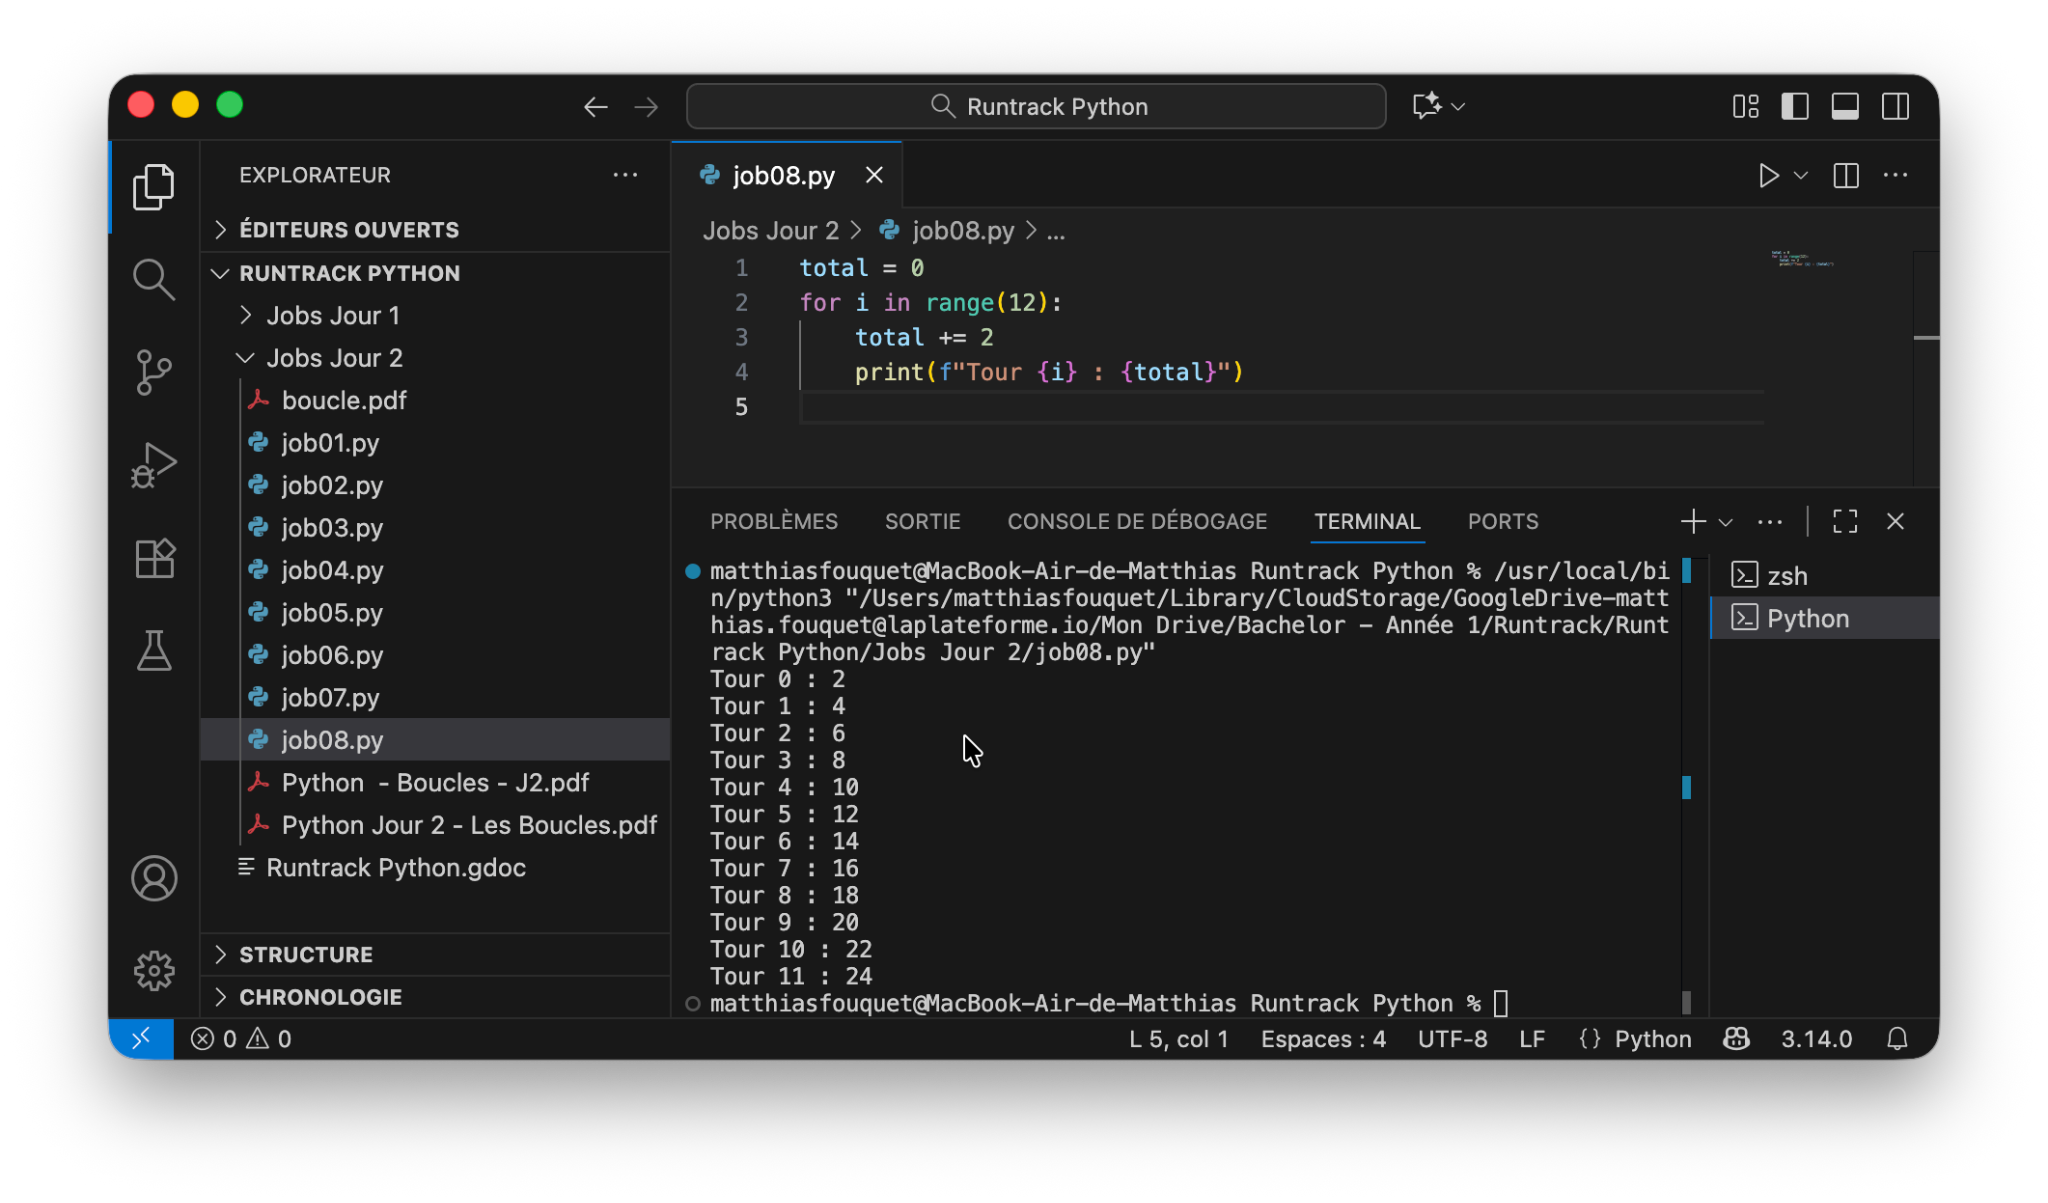 Runtrack Python
EXPLORATEUR
ÉDITEURS OUVERTS
RUNTRACK PYTHON
Jobs Jour 1
Jobs Jour 2
boucle.pdf
job01.py
job02.py
job03.py
job04.py
job05.py
job06.py
job07.py
job08.py
Python - Boucles - J2.pdf
Python Jour 2 - Les Boucles.pdf
Runtrack Python.gdoc
STRUCTURE
CHRONOLOGIE
job08.py
Jobs Jour 2 > job08.py > ...
1 total = 0
2 for i in range(12):
3 total += 2
4 print(f"Tour {i} : {total}")
5
PROBLÈMES SORTIE CONSOLE DE DÉBOGAGE TERMINAL PORTS
matthiasfouquet@MacBook-Air-de-Matthias Runtrack Python % /usr/local/bi
n/python3 "/Users/matthiasfouquet/Library/CloudStorage/GoogleDrive-matt
hias.fouquet@laplateforme.io/Mon Drive/Bachelor - Année 1/Runtrack/Runt
rack Python/Jobs Jour 2/job08.py"
Tour 0 : 2
Tour 1 : 4
Tour 2 : 6
Tour 3 : 8
Tour 4 : 10
Tour 5 : 12
Tour 6 : 14
Tour 7 : 16
Tour 8 : 18
Tour 9 : 20
Tour 10 : 22
Tour 11 : 24
matthiasfouquet@MacBook-Air-de-Matthias Runtrack Python %
zsh
Python
0 0
L 5, col 1 Espaces : 4 UTF-8 LF {} Python 3.14.0